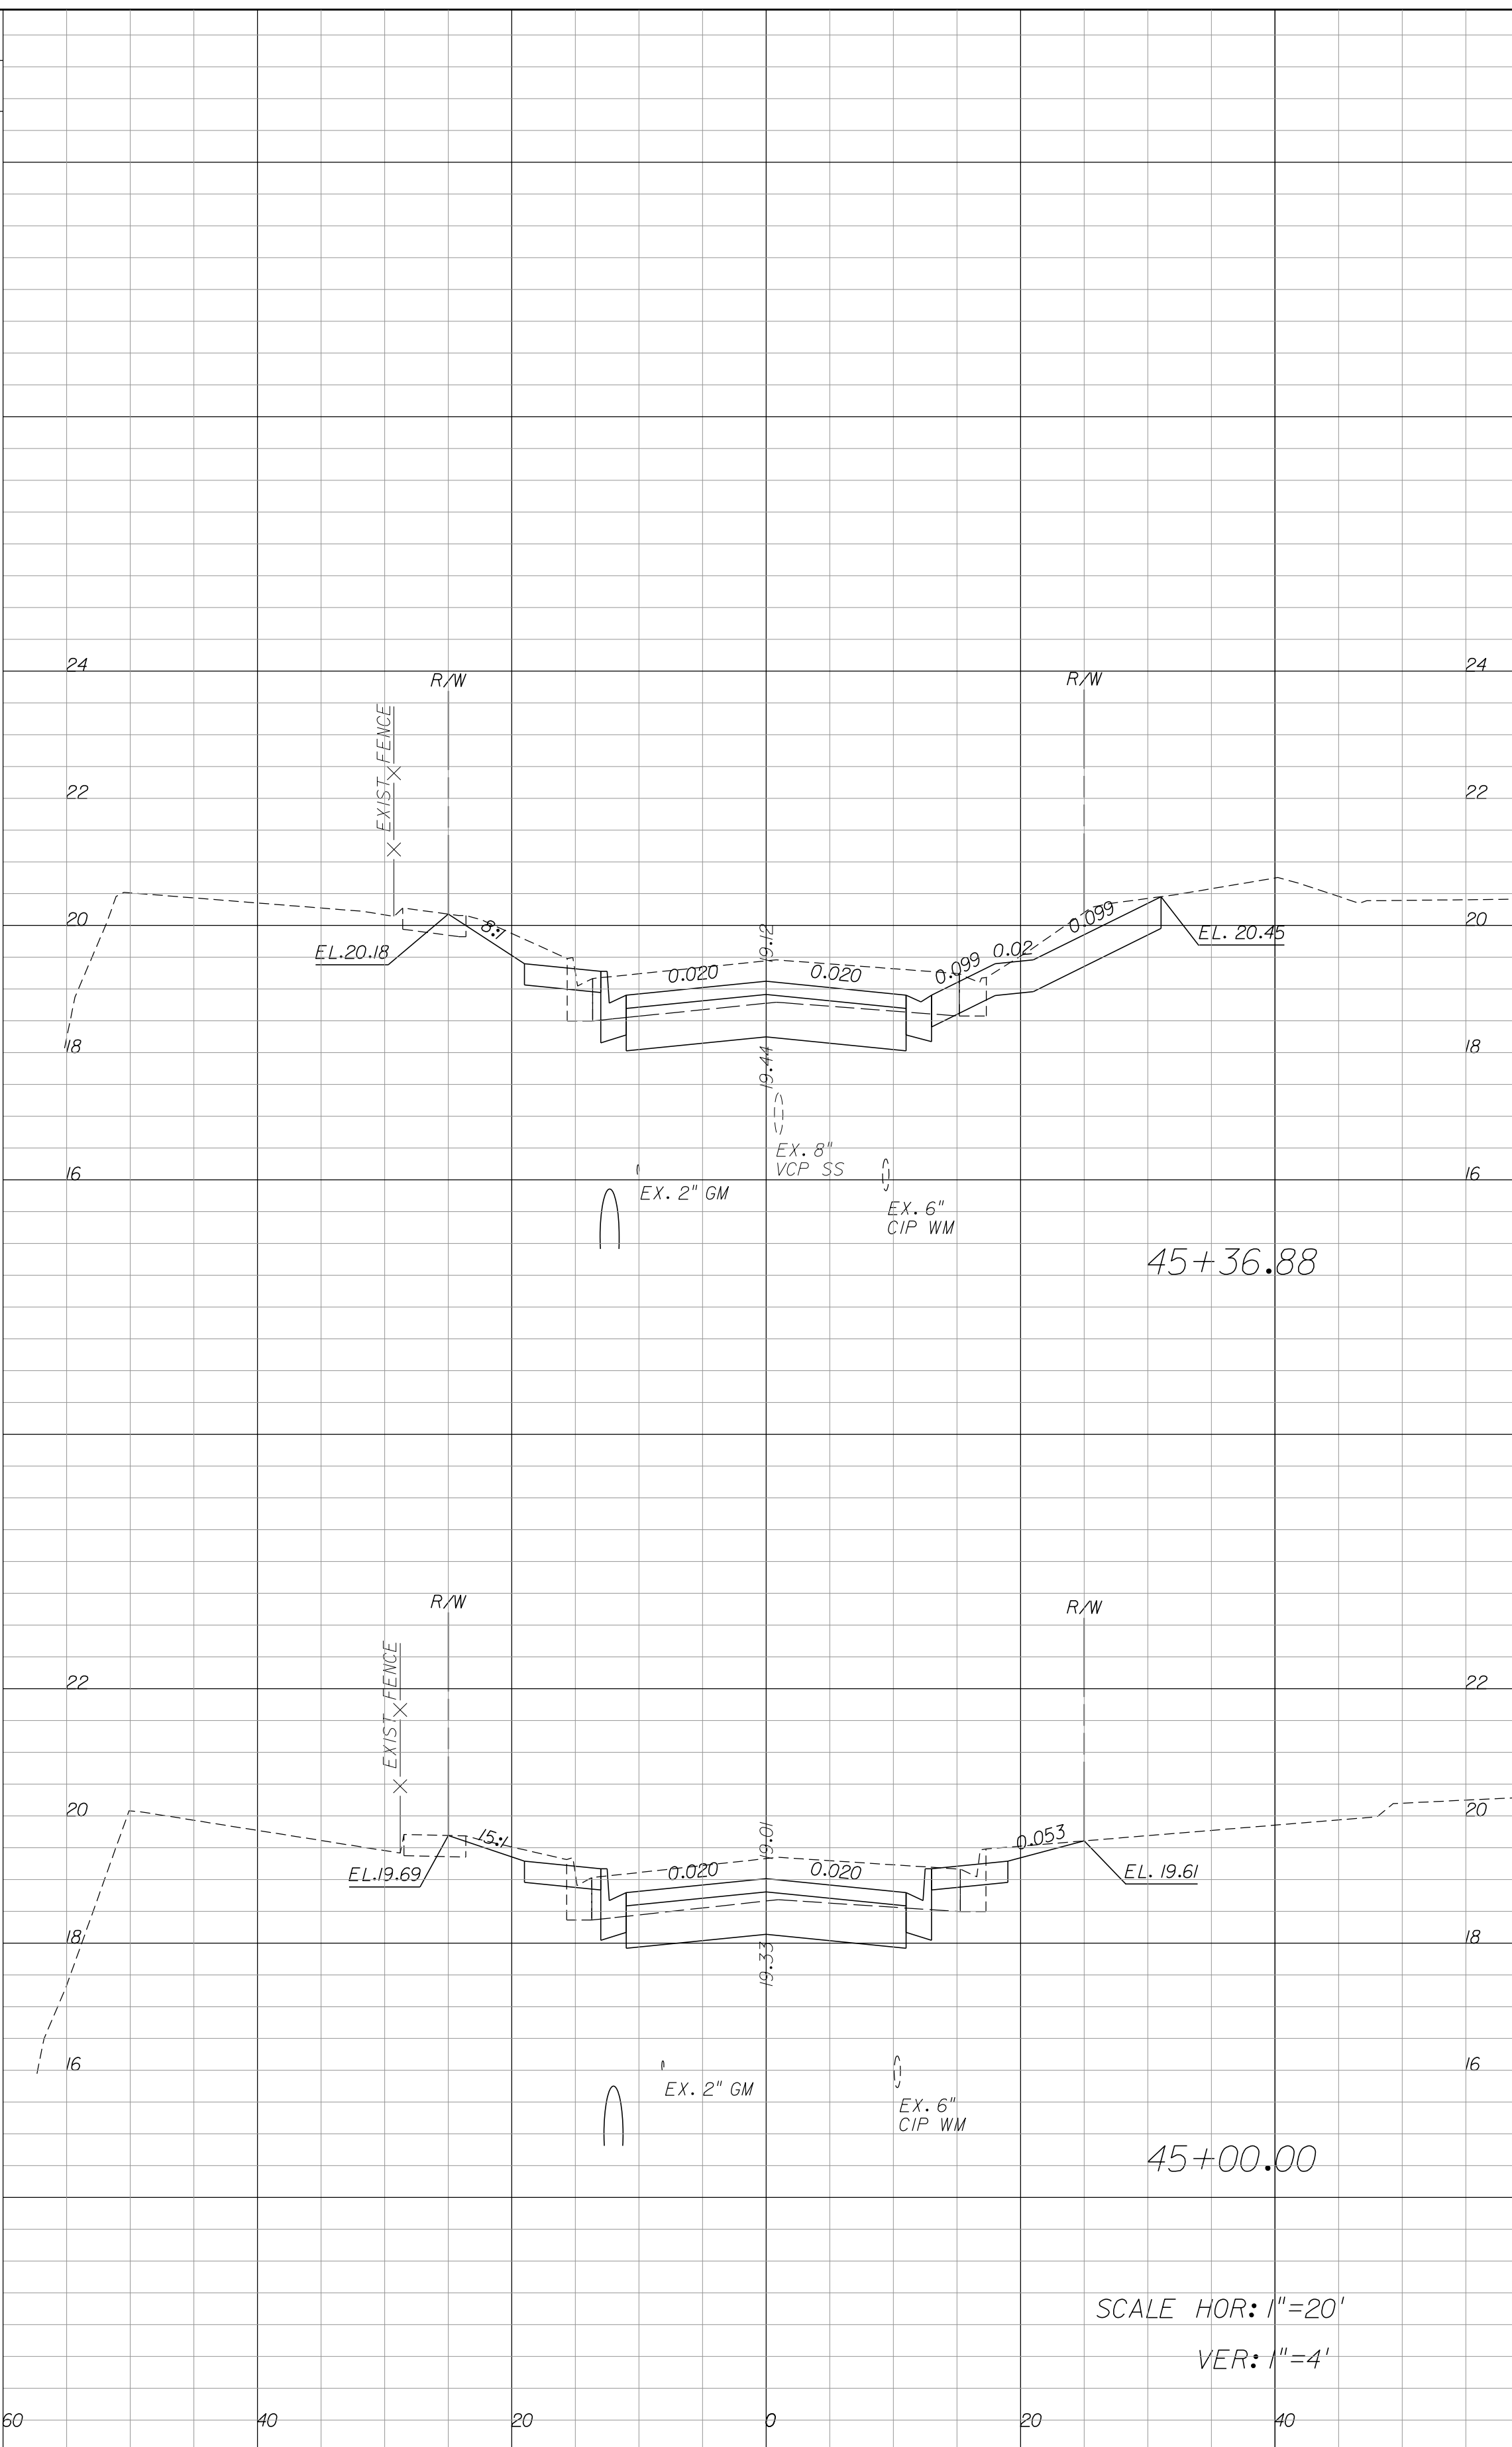 24 24
R/W R/W
EXIST FENCE
22 22
20 20
8:1
0.099
EL. 20.45
EL.20.18
19.12
0.020 0.020
0.099 0.02
18 18
19.44
EX. 8"
VCP SS
16 16
EX. 2" GM
EX. 6"
CIP WM
45+36.88
R/W R/W
EXIST FENCE
22 22
20 20
15:1
19.01
0.053
EL.19.69
0.020 0.020
EL. 19.61
18 18
19.33
16 16
EX. 2" GM
EX. 6"
CIP WM
45+00.00
SCALE HOR: 1"=20'
VER: 1"=4'
60 40 20 0 20 40